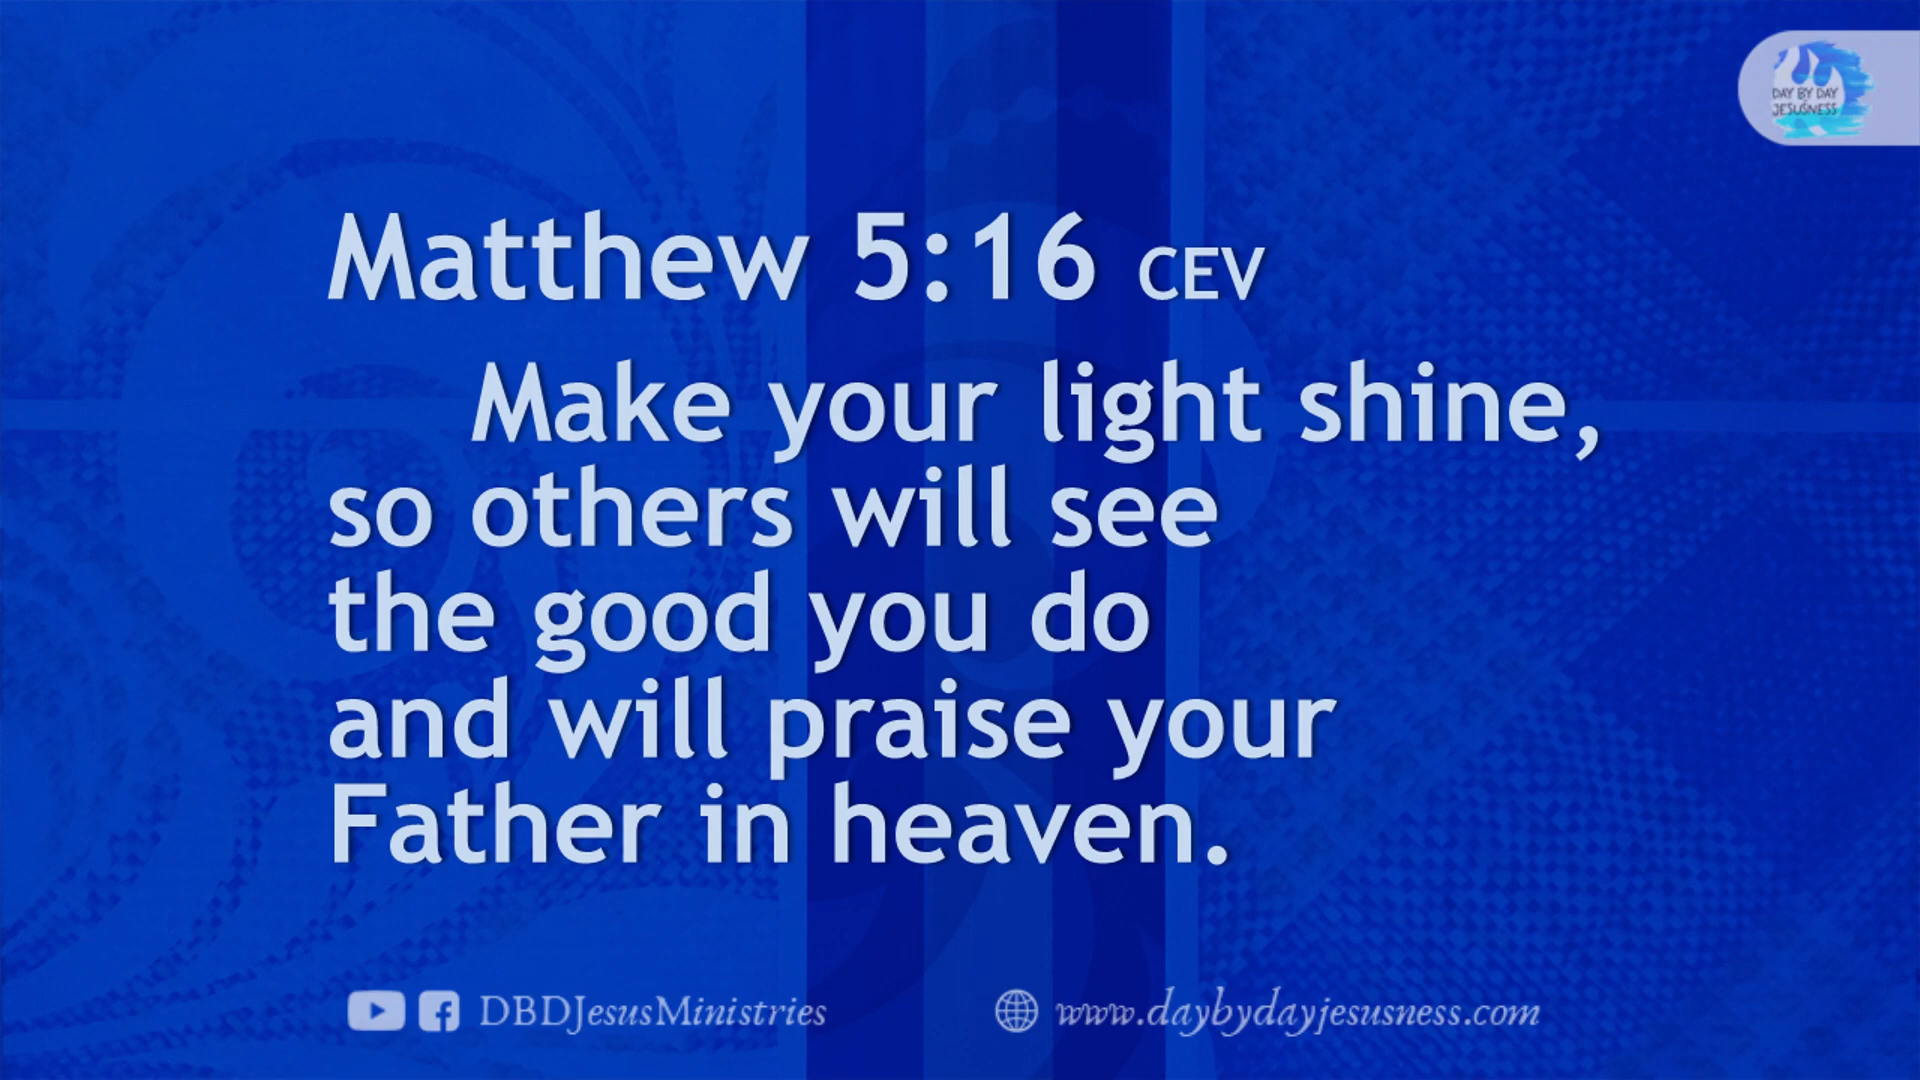 DAY BY DAY
JESUSNESS
Matthew 5:16 CEV
Make your light shine,
so others will see
the good you do
and will praise your
Father in heaven.
DBDJesusMinistries
www.daybydayjesusness.com